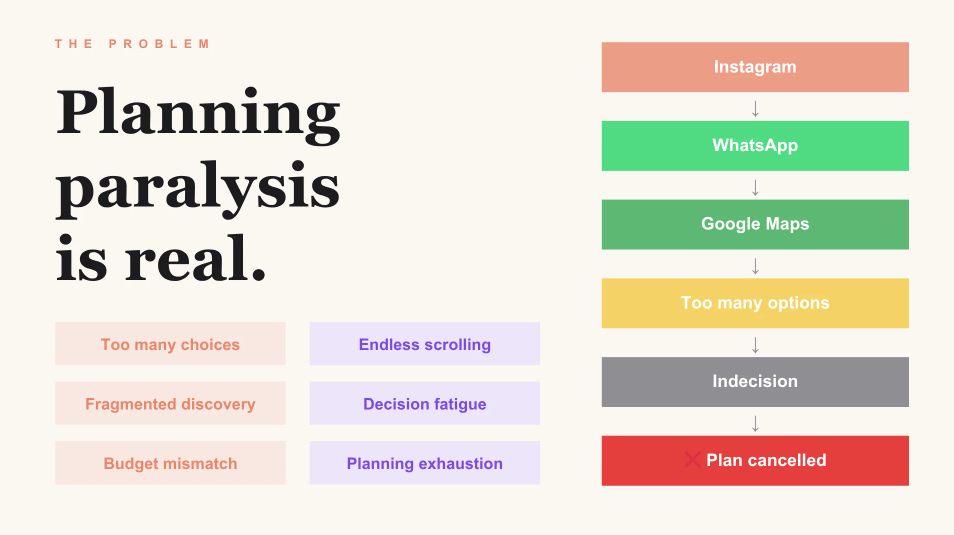 THE PROBLEM
Planning
paralysis
is real.
Too many choices
Endless scrolling
Fragmented discovery
Decision fatigue
Budget mismatch
Planning exhaustion
Instagram
↓
WhatsApp
↓
Google Maps
↓
Too many options
↓
Indecision
↓
❌ Plan cancelled